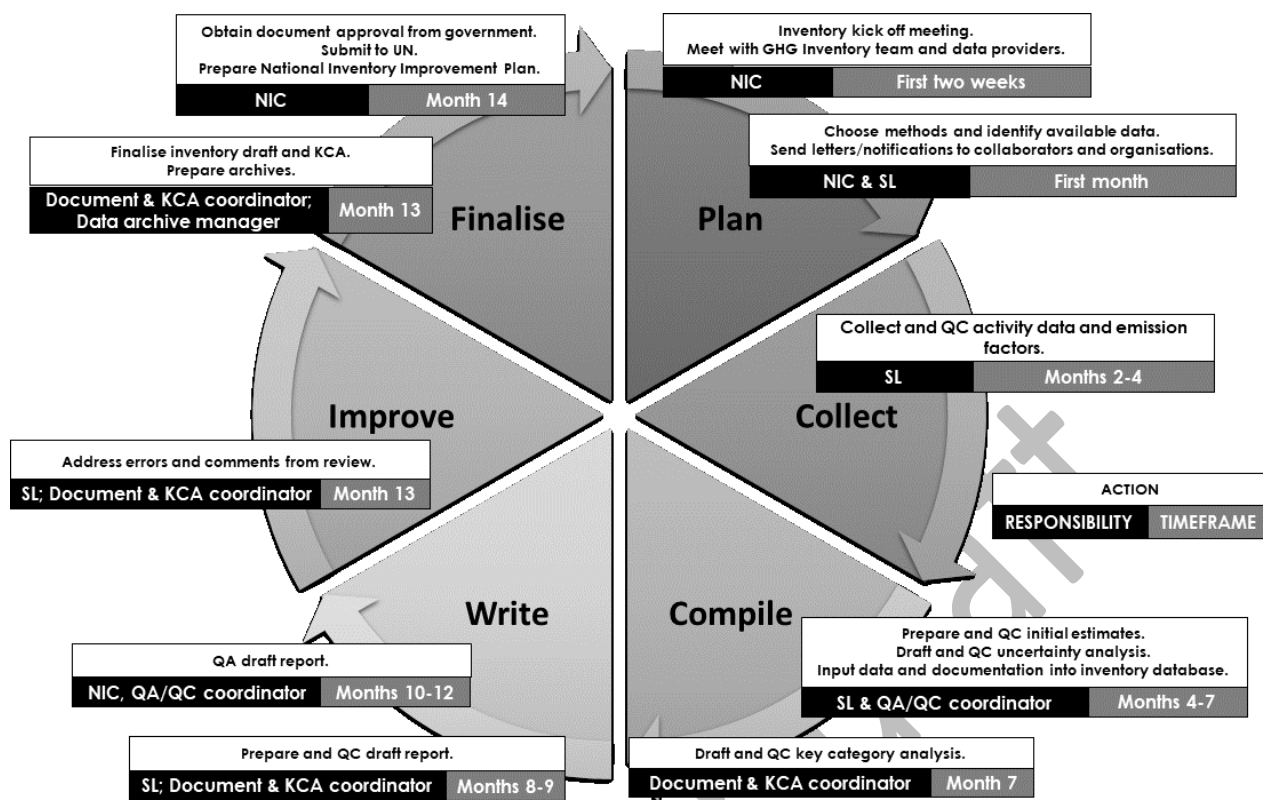 Obtain document approval from government.
Submit to UN.
Prepare National Inventory Improvement Plan.
NIC Month 14
Inventory kick off meeting.
Meet with GHG Inventory team and data providers.
NIC First two weeks
Finalise inventory draft and KCA.
Prepare archives.
Document & KCA coordinator;
Data archive manager
Month 13
Choose methods and identify available data.
Send letters/notifications to collaborators and organisations.
NIC & SL First month
Finalise
Plan
Collect and QC activity data and emission
factors.
SL Months 2-4
Improve
Collect
Address errors and comments from review.
SL; Document & KCA coordinator Month 13
ACTION
RESPONSIBILITY TIMEFRAME
Write
Compile
Prepare and QC initial estimates.
Draft and QC uncertainty analysis.
Input data and documentation into inventory database.
SL & QA/QC coordinator Months 4-7
QA draft report.
NIC, QA/QC coordinator Months 10-12
Prepare and QC draft report.
SL; Document & KCA coordinator Months 8-9
Draft and QC key category analysis.
Document & KCA coordinator Month 7